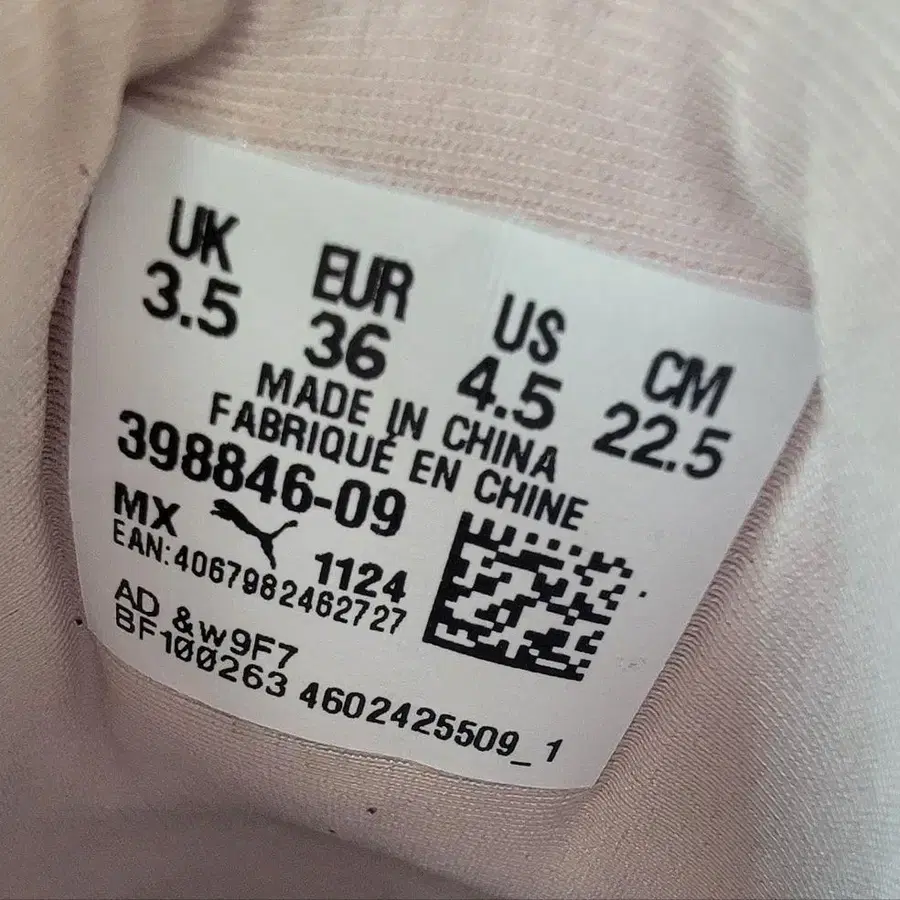 UK EUR US CM
3.5 36 4.5 22.5
MADE IN CHINA
FABRIQUÉ EN CHINE
398846-09
MX 1124
EAN:4067982462727
AD &w9F7
BF100263 4602425509_1